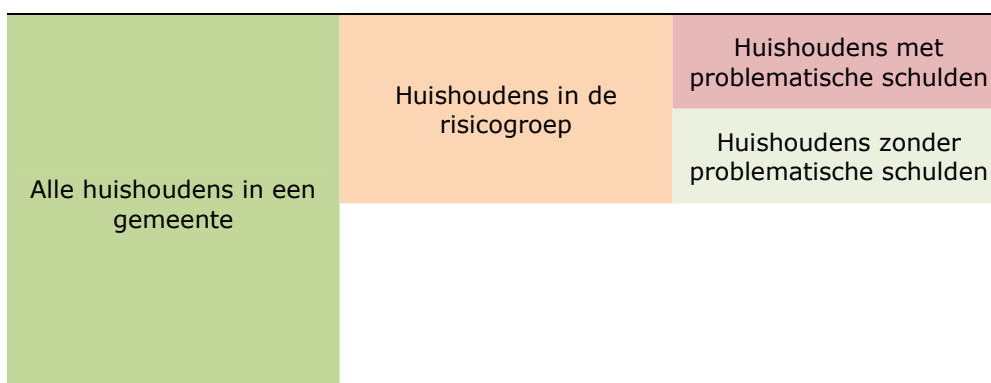 Alle huishoudens in een
gemeente
Huishoudens in de
risicogroep
Huishoudens met
problematische schulden
Huishoudens zonder
problematische schulden